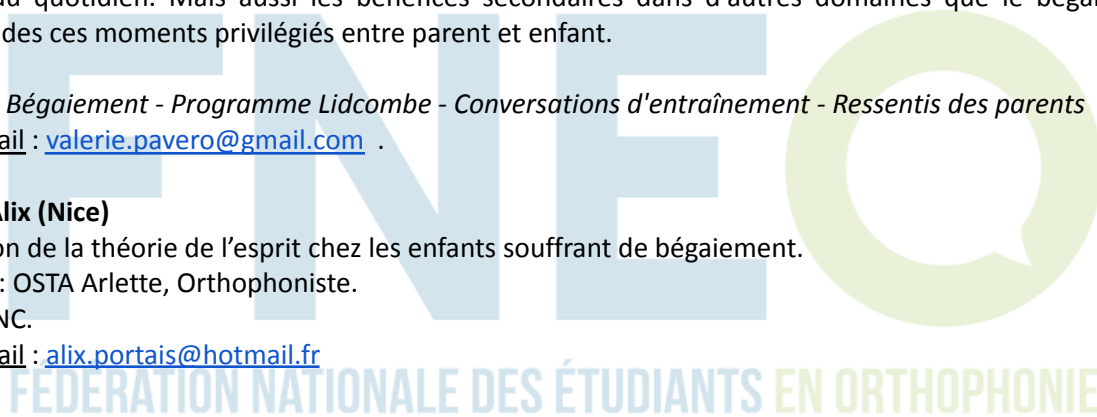 au quotidien. Mais aussi les bénéfices secondaires dans d'autres domaines que le
des ces moments privilégiés entre parent et enfant.
Bégaiement - Programme Lidcombe - Conversations d'entraînement - Ressentis des parents
ail : valerie.pavero@gmail.com .
Alix (Nice)
on de la théorie de l'esprit chez les enfants souffrant de bégaiement.
: OSTA Arlette, Orthophoniste.
NC.
ail : alix.portais@hotmail.fr
FNEO
FÉDÉRATION NATIONALE DES ÉTUDIANTS EN ORTHOPHONIE